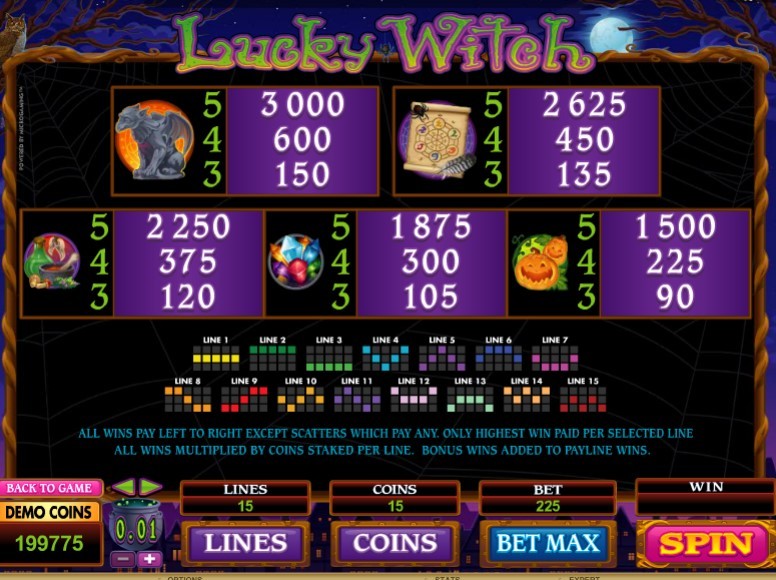 Lucky Witch
POWERED BY MICROGAMING™
5 3 000
4 600
3 150
5 2 625
4 450
3 135
5 2 250
4 375
3 120
5 1 875
4 300
3 105
5 1 500
4 225
3 90
LINE 1 LINE 2 LINE 3 LINE 4 LINE 5 LINE 6 LINE 7
LINE 8 LINE 9 LINE 10 LINE 11 LINE 12 LINE 13 LINE 14 LINE 15
ALL WINS PAY LEFT TO RIGHT EXCEPT SCATTERS WHICH PAY ANY. ONLY HIGHEST WIN PAID PER SELECTED LINE
ALL WINS MULTIPLIED BY COINS STAKED PER LINE. BONUS WINS ADDED TO PAYLINE WINS.
BACK TO GAME
DEMO COINS
199775
0.01
LINES
15
LINES
COINS
15
COINS
BET
225
BET MAX
WIN
SPIN
OPTIONS STATS EXPERT